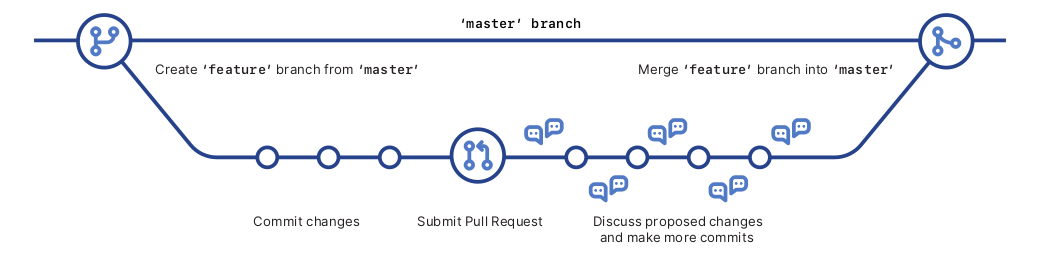 ‘master’ branch
Create ‘feature’ branch from ‘master’
Merge ‘feature’ branch into ‘master’
Commit changes
Submit Pull Request
Discuss proposed changes
and make more commits